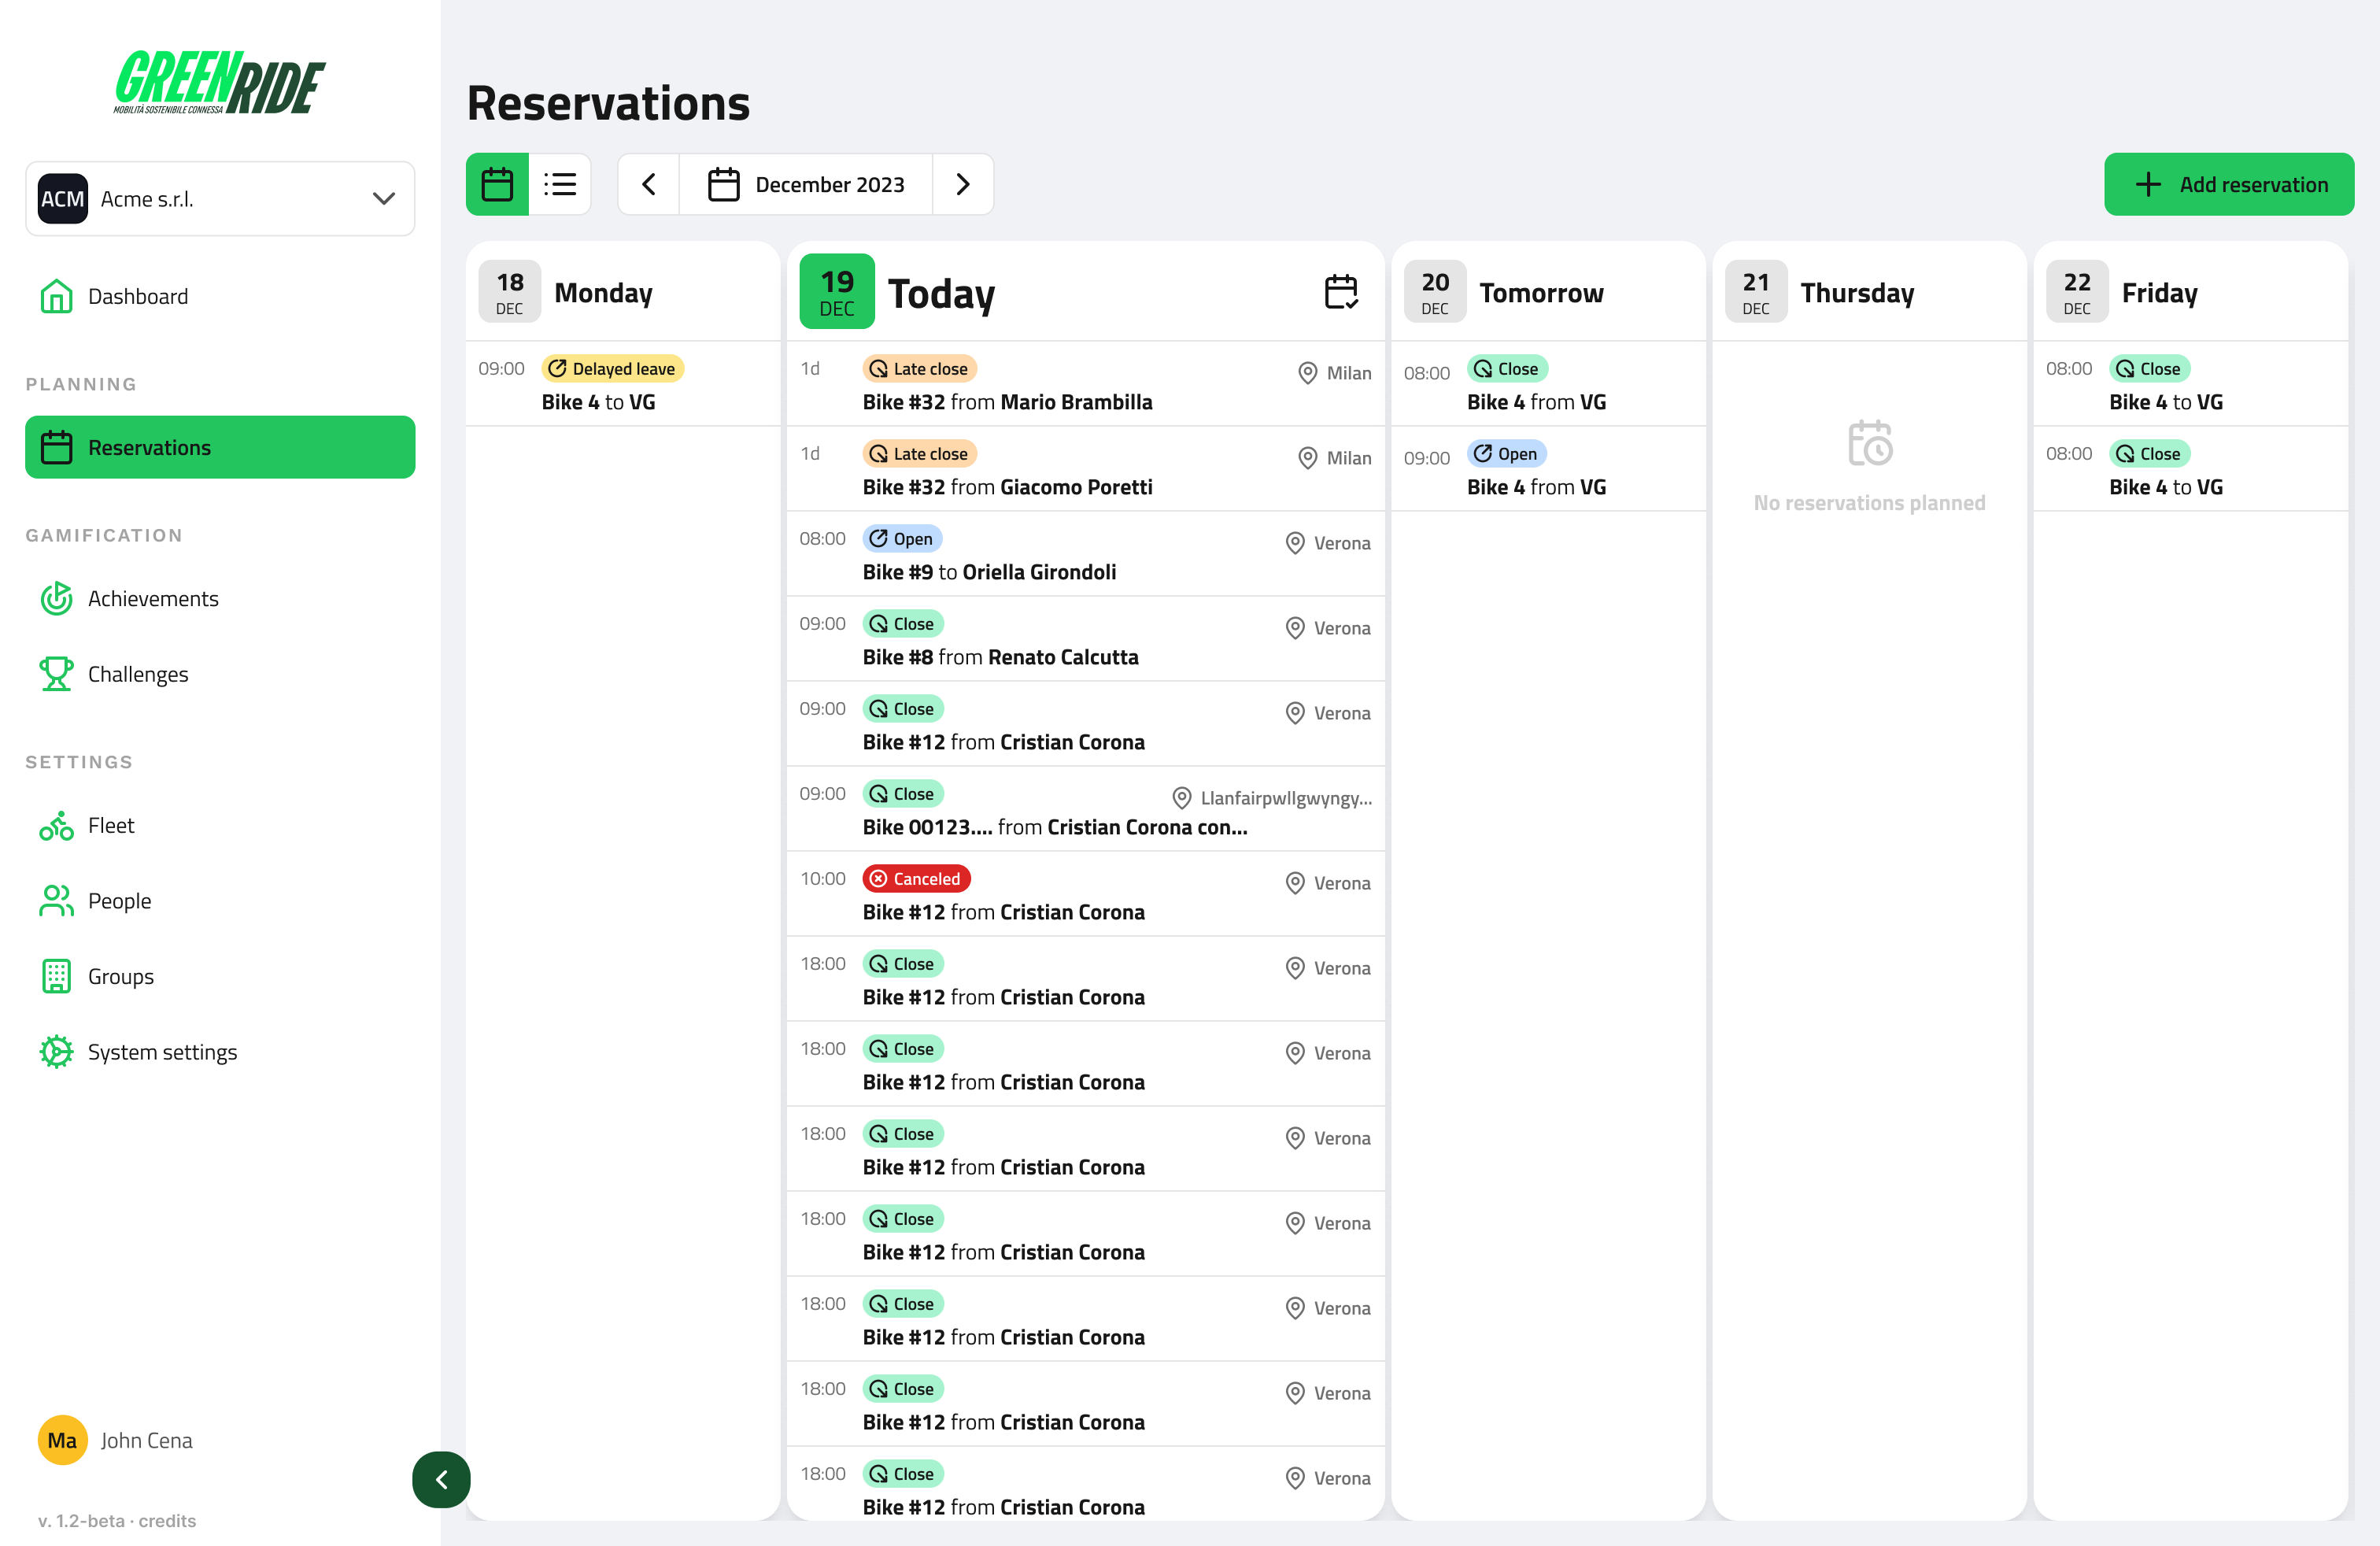 GREENRIDE
MOBILITÀ SOSTENIBILE CONNESSA
ACM Acme s.r.l.
Dashboard
PLANNING
Reservations
GAMIFICATION
Achievements
Challenges
SETTINGS
Fleet
People
Groups
System settings
Ma John Cena
v. 1.2-beta · credits
Reservations
December 2023
Add reservation
18 DEC Monday
09:00 Delayed leave
Bike 4 to VG
19 DEC Today
1d Late close Milan
Bike #32 from Mario Brambilla
1d Late close Milan
Bike #32 from Giacomo Poretti
08:00 Open Verona
Bike #9 to Oriella Girondoli
09:00 Close Verona
Bike #8 from Renato Calcutta
09:00 Close Verona
Bike #12 from Cristian Corona
09:00 Close Llanfairpwllgwyngy...
Bike 00123.... from Cristian Corona con...
10:00 Canceled Verona
Bike #12 from Cristian Corona
18:00 Close Verona
Bike #12 from Cristian Corona
18:00 Close Verona
Bike #12 from Cristian Corona
18:00 Close Verona
Bike #12 from Cristian Corona
18:00 Close Verona
Bike #12 from Cristian Corona
18:00 Close Verona
Bike #12 from Cristian Corona
18:00 Close Verona
Bike #12 from Cristian Corona
18:00 Close Verona
Bike #12 from Cristian Corona
20 DEC Tomorrow
08:00 Close
Bike 4 from VG
09:00 Open
Bike 4 from VG
21 DEC Thursday
No reservations planned
22 DEC Friday
08:00 Close
Bike 4 to VG
08:00 Close
Bike 4 to VG